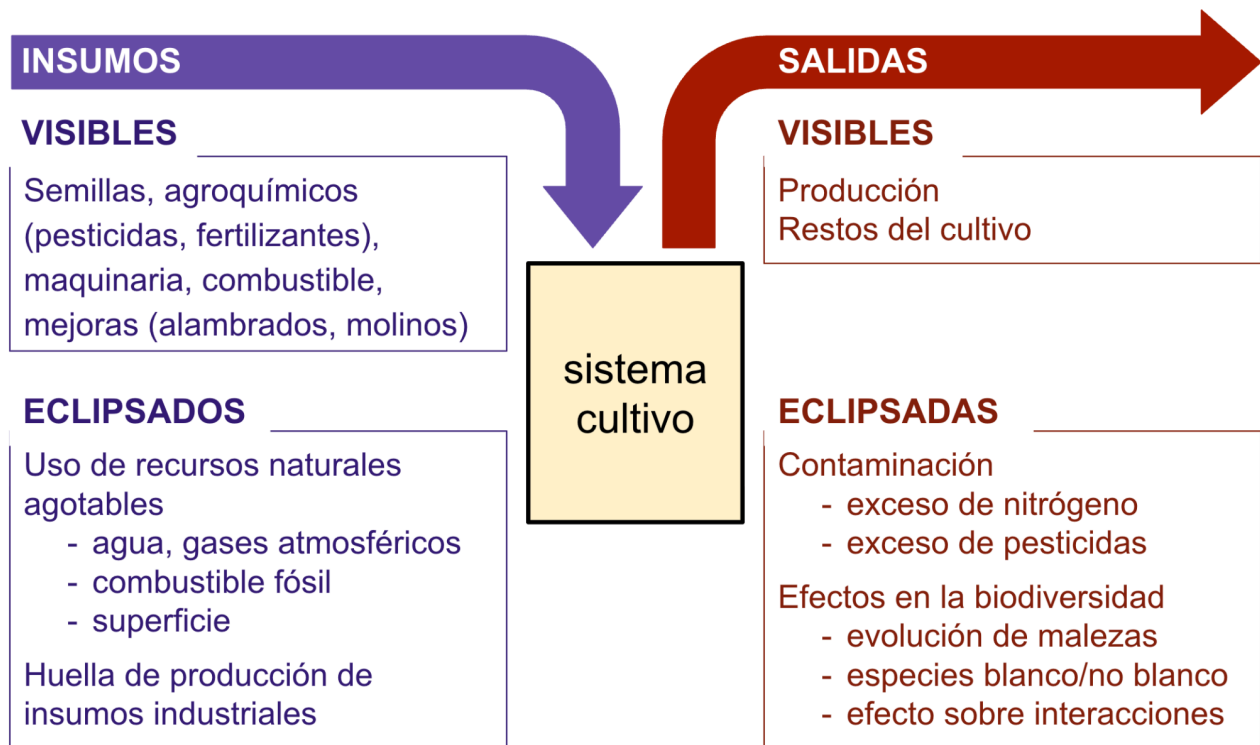 INSUMOS
VISIBLES
Semillas, agroquímicos
(pesticidas, fertilizantes),
maquinaria, combustible,
mejoras (alambrados, molinos)
ECLIPSADOS
Uso de recursos naturales
agotables
- agua, gases atmosféricos
- combustible fósil
- superficie
Huella de producción de
insumos industriales
sistema
cultivo
SALIDAS
VISIBLES
Producción
Restos del cultivo
ECLIPSADAS
Contaminación
- exceso de nitrógeno
- exceso de pesticidas
Efectos en la biodiversidad
- evolución de malezas
- especies blanco/no blanco
- efecto sobre interacciones